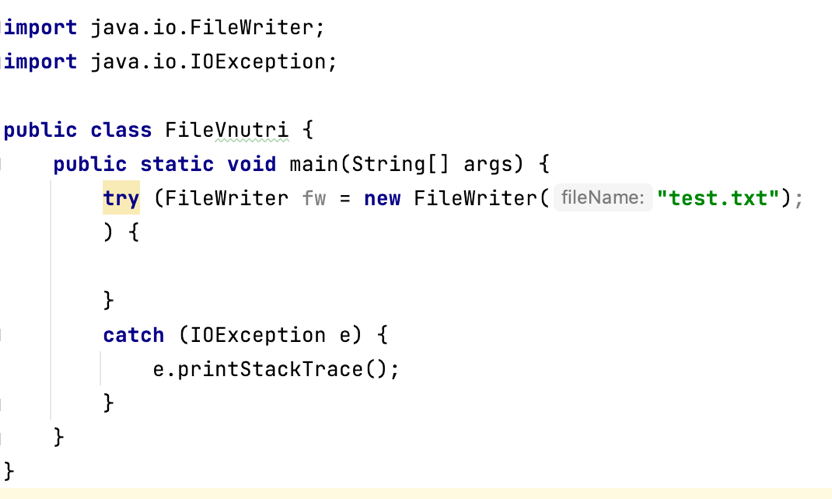 import java.io.FileWriter;
import java.io.IOException;
public class FileVnutri {
public static void main(String[] args) {
try (FileWriter fw = new FileWriter( fileName: "test.txt");
) {
}
catch (IOException e) {
e.printStackTrace();
}
}
}